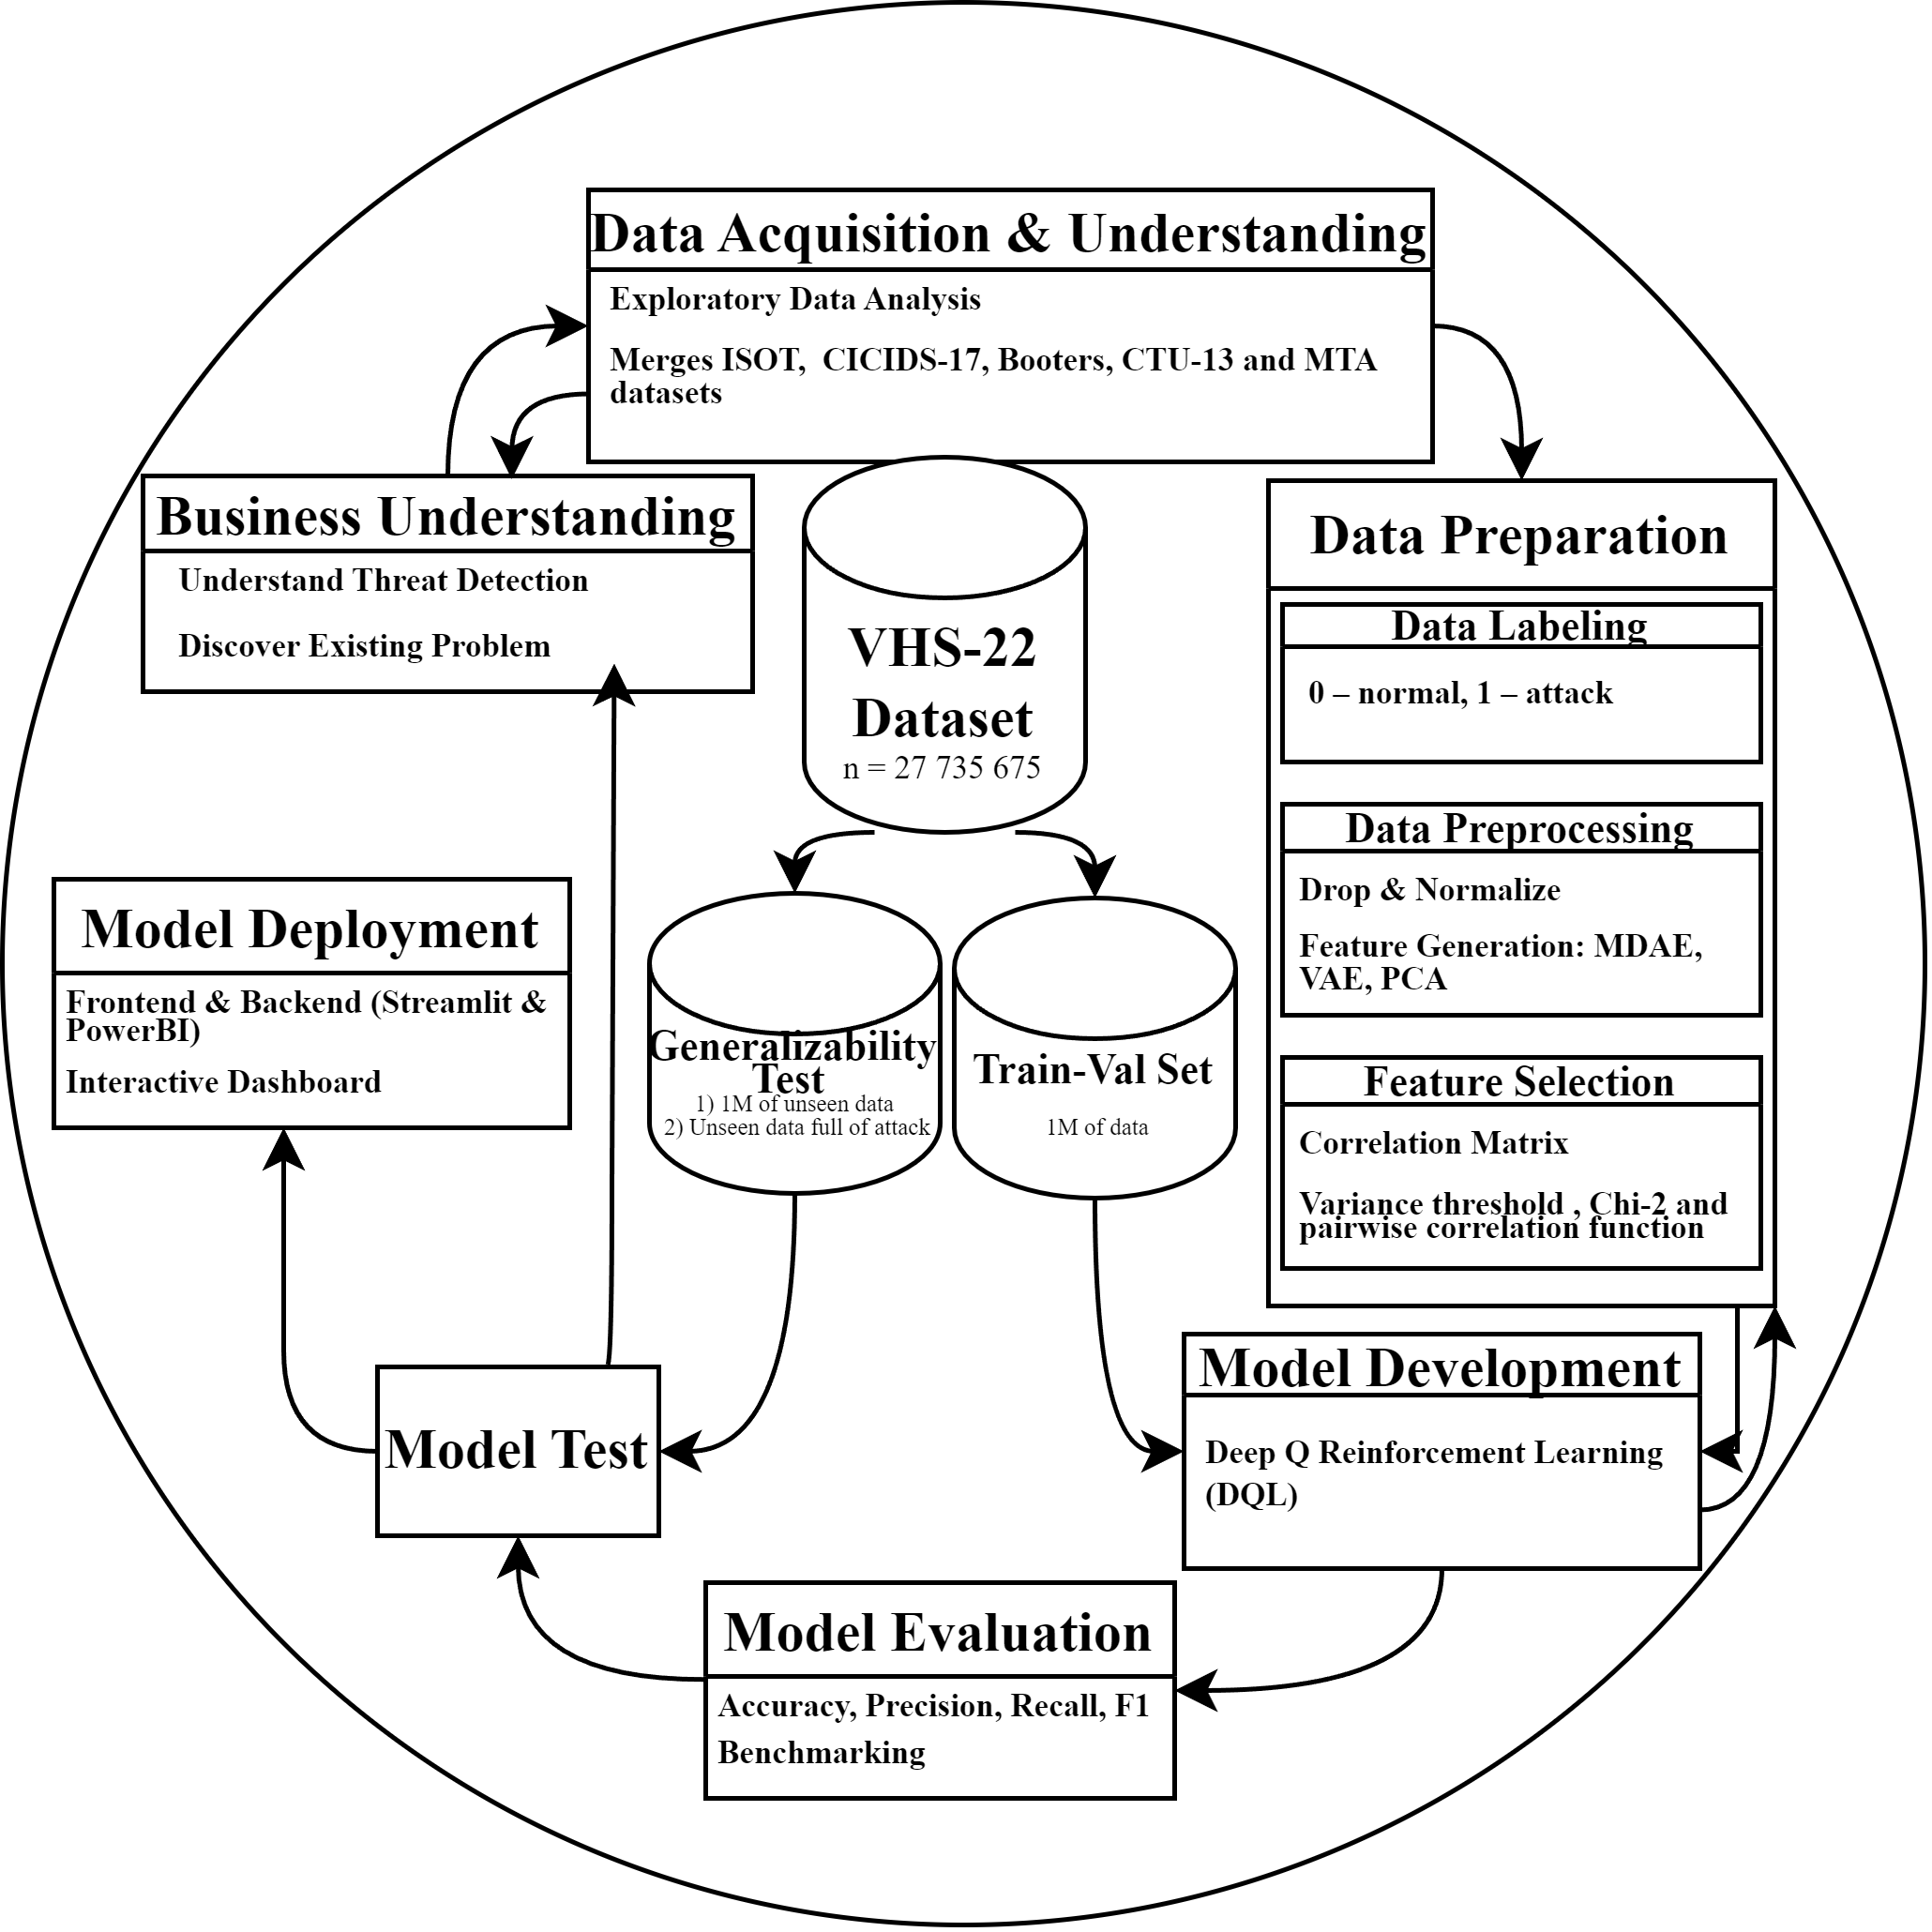 Data Acquisition & Understanding
Exploratory Data Analysis
Merges ISOT,  CICIDS-17, Booters, CTU-13 and MTA
datasets
Business Understanding
Understand Threat Detection
Discover Existing Problem
VHS-22
Dataset
n = 27 735 675
Data Preparation
Data Labeling
0 – normal, 1 – attack
Data Preprocessing
Drop & Normalize
Feature Generation: MDAE,
VAE, PCA
Feature Selection
Correlation Matrix
Variance threshold , Chi-2 and
pairwise correlation function
Model Deployment
Frontend & Backend (Streamlit &
PowerBI)
Interactive Dashboard
Generalizability
Test
1) 1M of unseen data
2) Unseen data full of attack
Train-Val Set
1M of data
Model Development
Deep Q Reinforcement Learning
(DQL)
Model Test
Model Evaluation
Accuracy, Precision, Recall, F1
Benchmarking